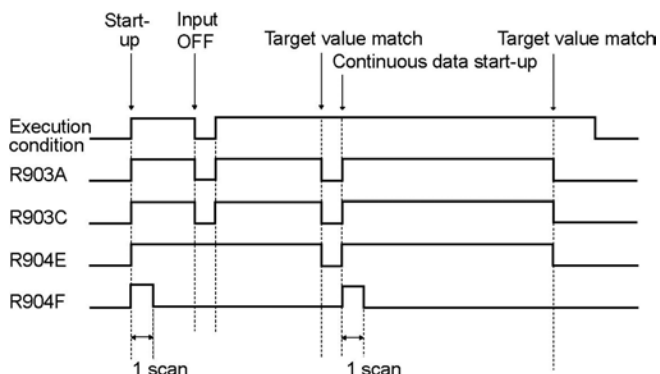 Start-
up
Input
OFF
Target value match
Continuous data start-up
Target value match
Execution
condition
R903A
R903C
R904E
R904F
1 scan
1 scan